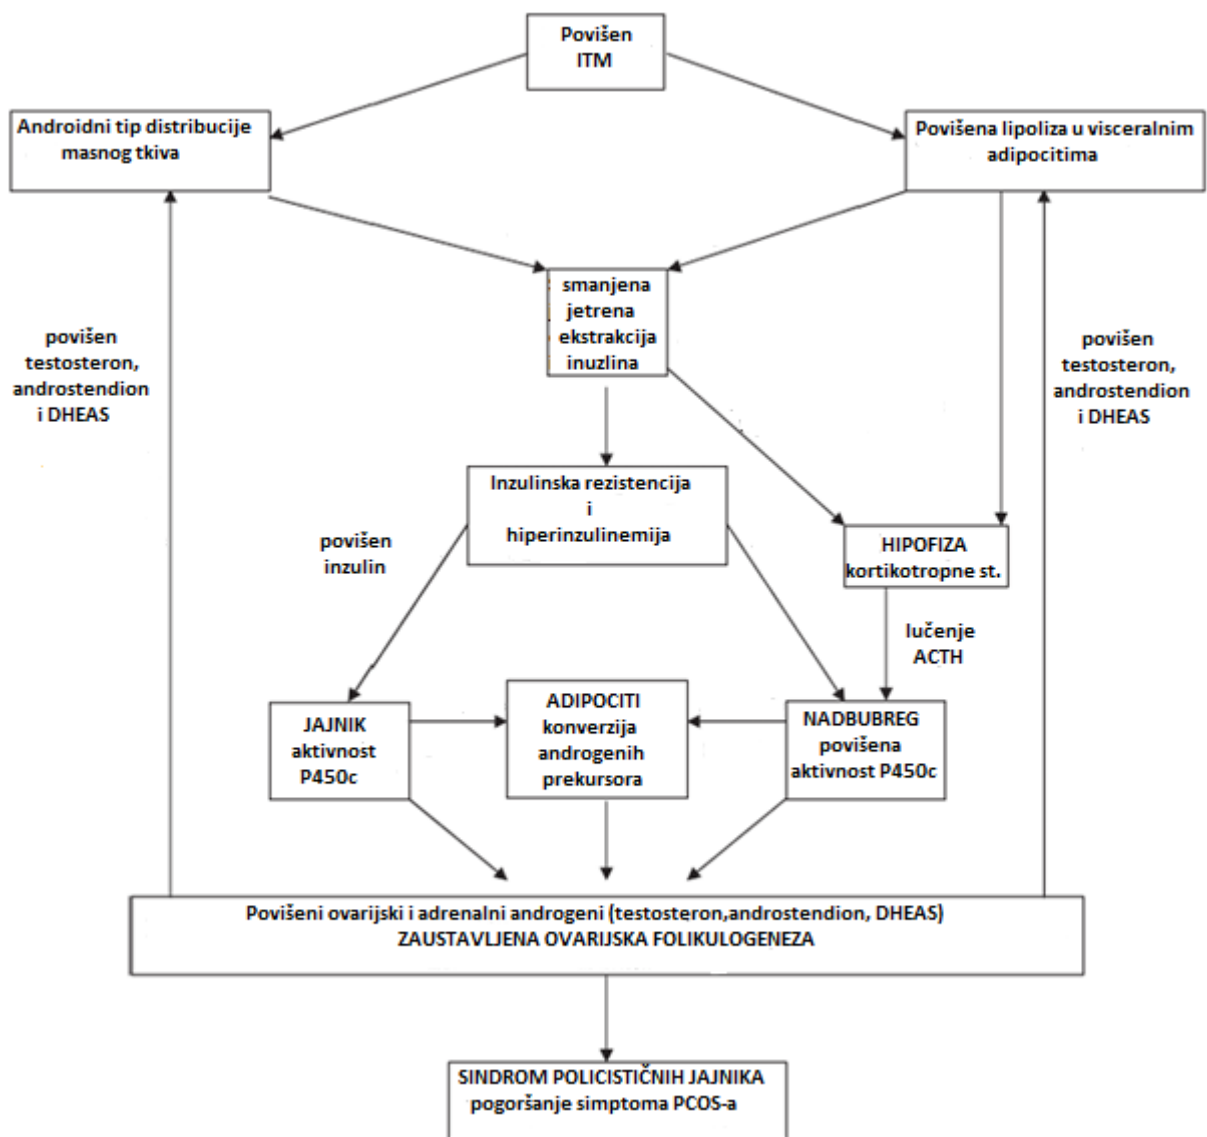 Povišen
ITM
Androidni tip distribucije
masnog tkiva
Povišena lipoliza u visceralnim
adipocitima
smanjena
jetrena
ekstrakcija
inuzlina
povišen
testosteron,
androstendion
i DHEAS
povišen
testosteron,
androstendion
i DHEAS
Inzulinska rezistencija
i
hiperinzulinemija
povišen
inzulin
HIPOFIZA
kortikotropne st.
lučenje
ACTH
JAJNIK
aktivnost
P450c
ADIPOCITI
konverzija
androgenih
prekursora
NADBUBREG
povišena
aktivnost P450c
Povišeni ovarijski i adrenalni androgeni (testosteron,androstendion, DHEAS)
ZAUSTAVLJENA OVARIJSKA FOLIKULOGENEZA
SINDROM POLICISTIČNIH JAJNIKA
pogoršanje simptoma PCOS-a